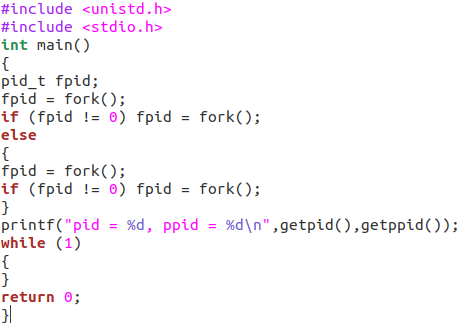 #include <unistd.h>
#include <stdio.h>
int main()
{
pid_t fpid;
fpid = fork();
if (fpid != 0) fpid = fork();
else
{
fpid = fork();
if (fpid != 0) fpid = fork();
}
printf("pid = %d, ppid = %d\n",getpid(),getppid());
while (1)
{
}
return 0;
}